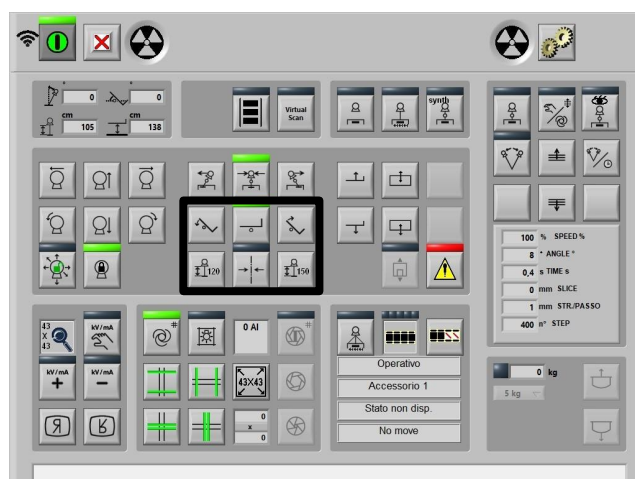 ° °
0 0
cm cm
105 138
Virtual
Scan
synth
120
150
100 % SPEED %
8 ° ANGLE °
0,4 s TIME s
0 mm SLICE
1 mm STR./PASSO
400 n° STEP
43
X
43
kV/mA
kV/mA
+
kV/mA
−
R
R
#
0 Al
#
43X43
0
x
0
Operativo
Accessorio 1
Stato non disp.
No move
0 kg
5 kg